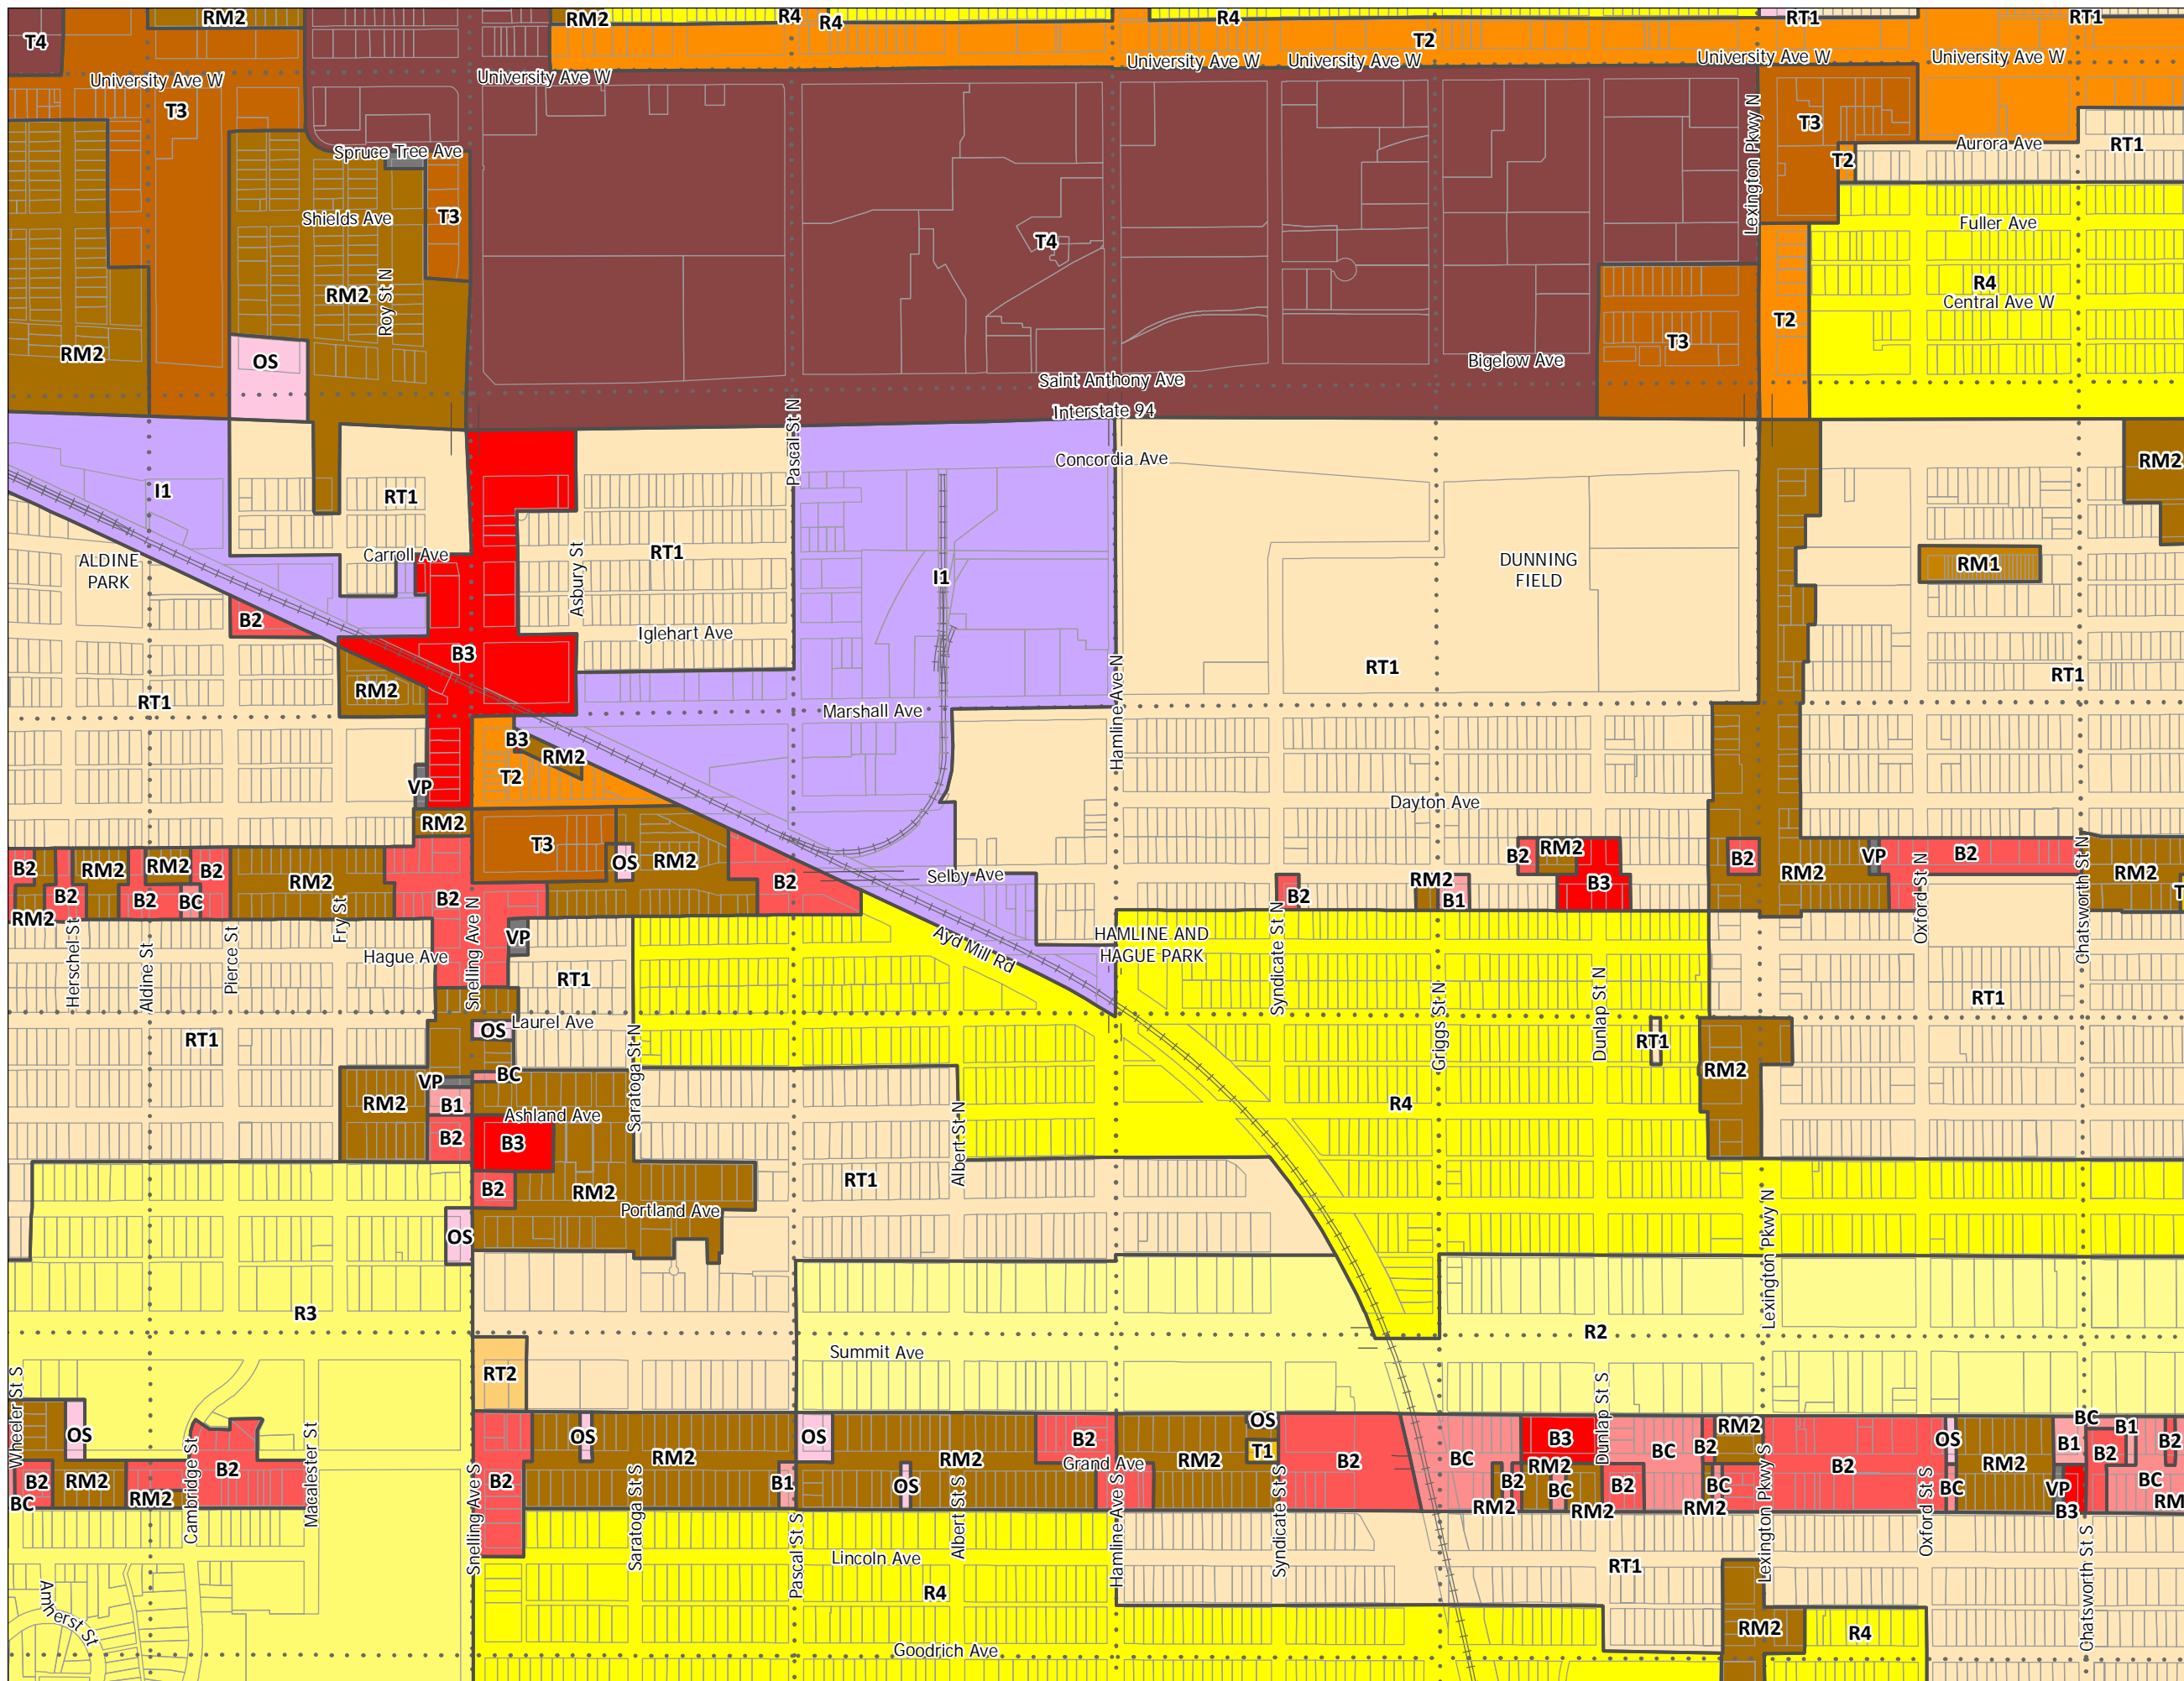 RM2
RM2
R4
R4
R4
RT1
RT1
T4
T2
University Ave W
University Ave W
University Ave W
University Ave W
University Ave W
University Ave W
T3
Lexington Pkwy N
T3
Spruce Tree Ave
Aurora Ave
RT1
T2
Shields Ave
T3
Fuller Ave
T4
RM2
Roy St N
R4
Central Ave W
T2
RM2
OS
T3
Bigelow Ave
Saint Anthony Ave
Interstate 94
Pascal St N
Concordia Ave
RM2
I1
RT1
Carroll Ave
RT1
ALDINE
PARK
Asbury St
I1
DUNNING
FIELD
RM1
B2
Iglehart Ave
B3
RT1
RM2
RT1
RT1
Hamline Ave N
Marshall Ave
B3
RM2
T2
VP
Dayton Ave
RM2
T3
OS
RM2
B2
RM2
RM2
B2
RM2
B2
B2
B2
BC
RM2
B2
B2
Selby Ave
B2
RM2
B1
B2
RM2
B3
B2
RM2
VP
B2
RM2
T
Oxford St N
Chatsworth St N
Herschel St
Aldine St
Pierce St
Fry St
Hague Ave
Snelling Ave N
VP
RT1
Ayd Mill Rd
HAMLINE AND
HAGUE PARK
Syndicate St N
Griggs St N
Dunlap St N
RT1
RT1
OS
Laurel Ave
Saratoga St N
RT1
RM2
VP
BC
RM2
B1
Ashland Ave
Albert St N
R4
B2
B3
B2
RM2
RT1
Portland Ave
OS
Lexington Pkwy N
R3
R2
Summit Ave
RT2
Wheeler St S
OS
B2
RM2
BC
RM2
Cambridge St
B2
Macalester St
B2
OS
RM2
Snelling Ave S
Saratoga St S
B1
OS
Pascal St S
RM2
OS
Albert St S
B2
Grand Ave
Hamline Ave S
RM2
OS
T1
Syndicate St S
B2
BC
B3
RM2
B2
BC
RM2
RM2
Dunlap St S
B2
BC
B2
RM2
BC
RM2
Lexington Pkwy S
B2
OS
BC
Oxford St S
RM2
BC
B1
VP
B3
B2
B1
B2
BC
RM
Chatsworth St S
Lincoln Ave
R4
RT1
Amherst St
RM2
R4
Goodrich Ave